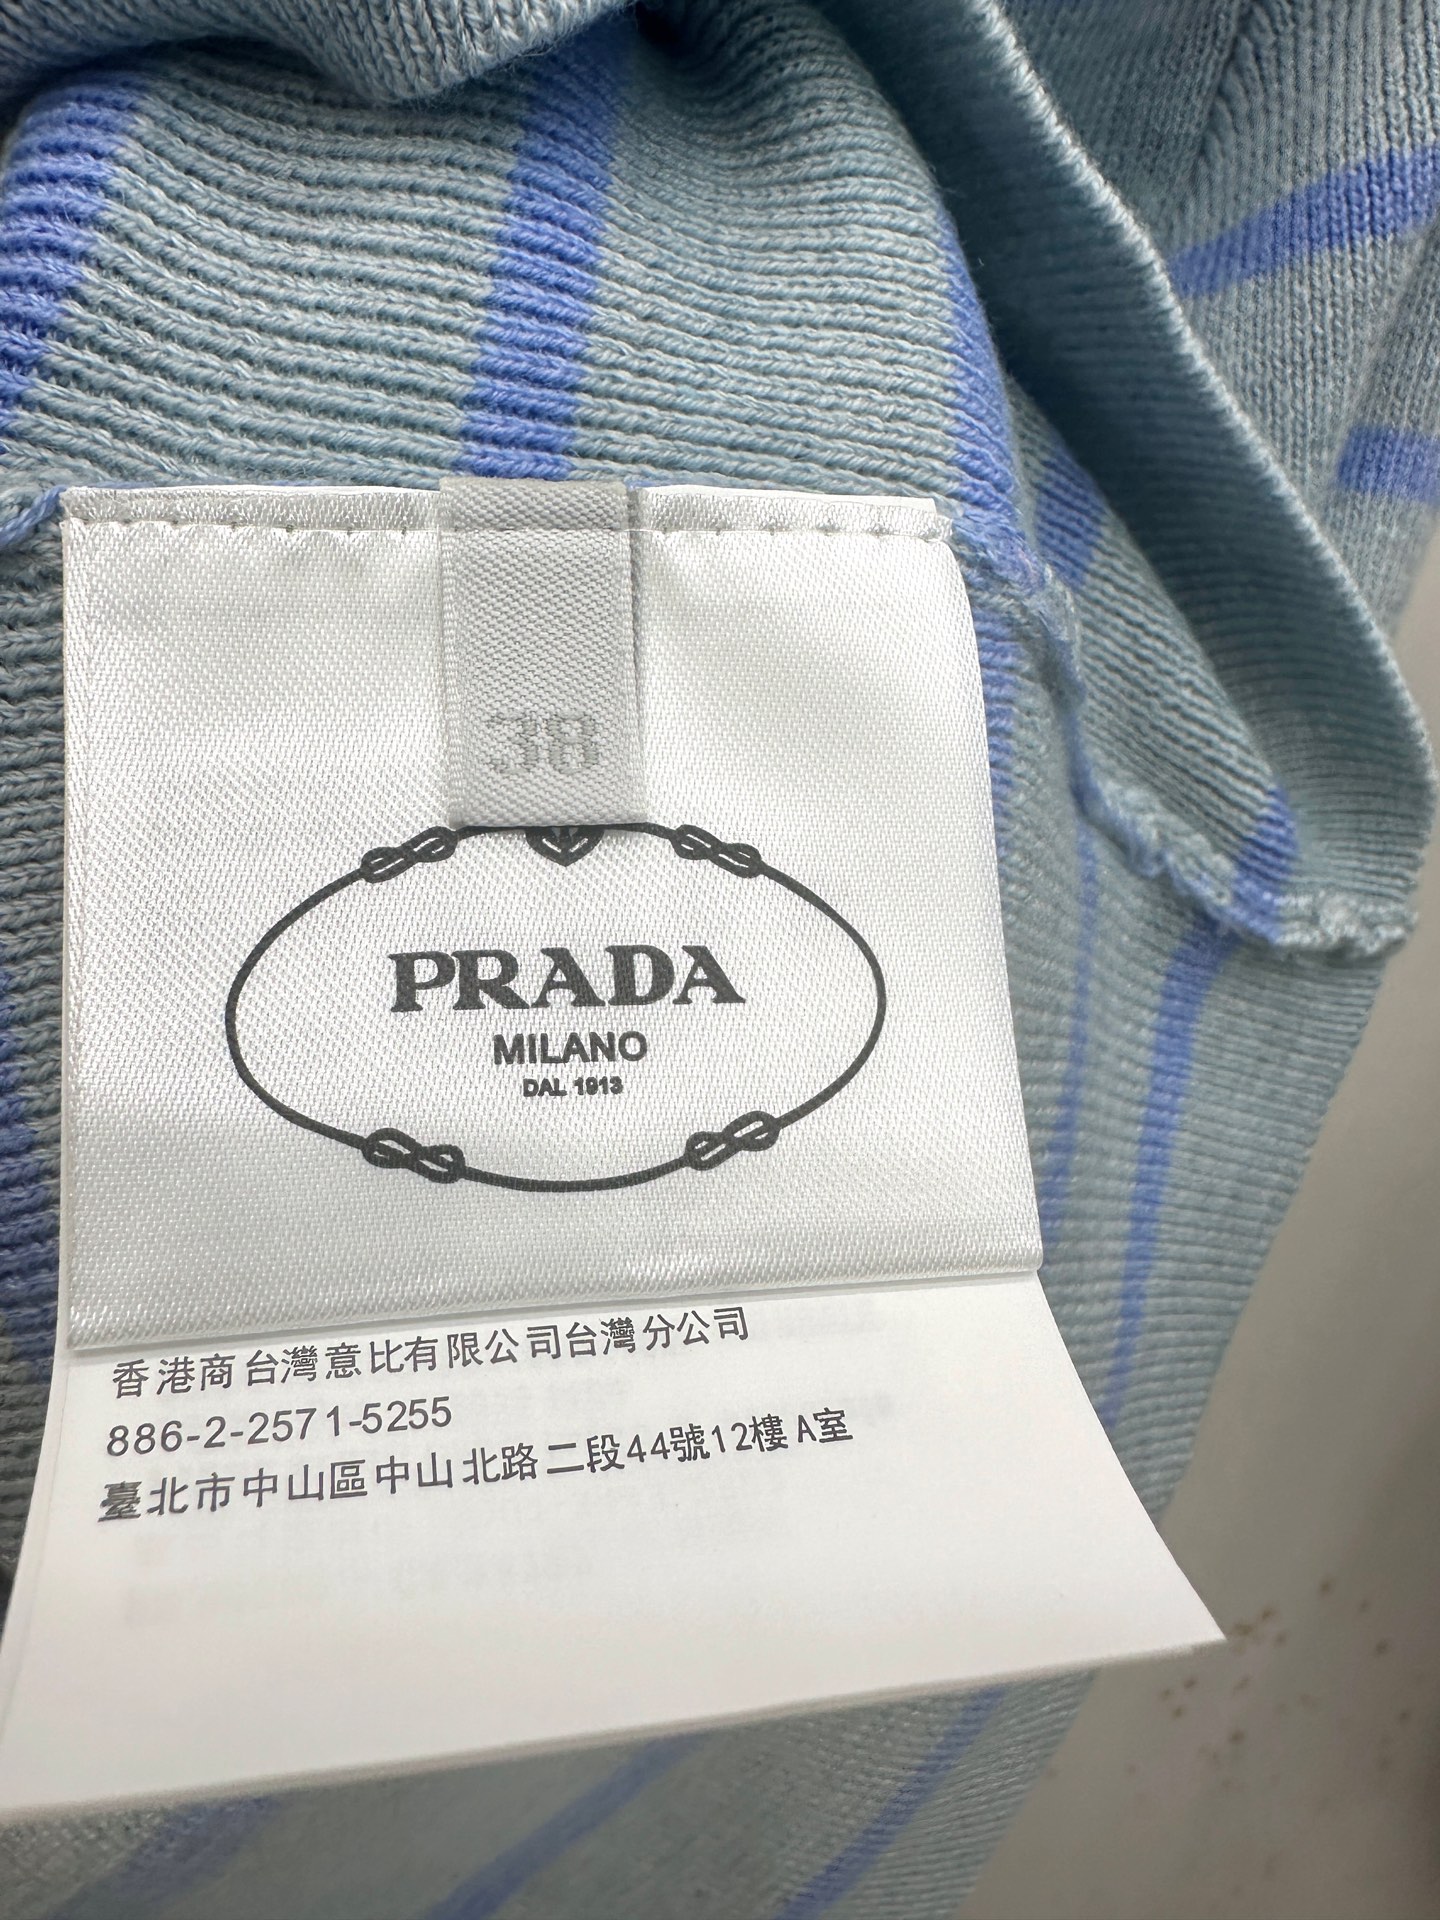 38
PRADA
MILANO
DAL 1913
香港商台灣意比有限公司台灣分公司
886-2-2571-5255
臺北市中山區中山北路二段44號12樓A室